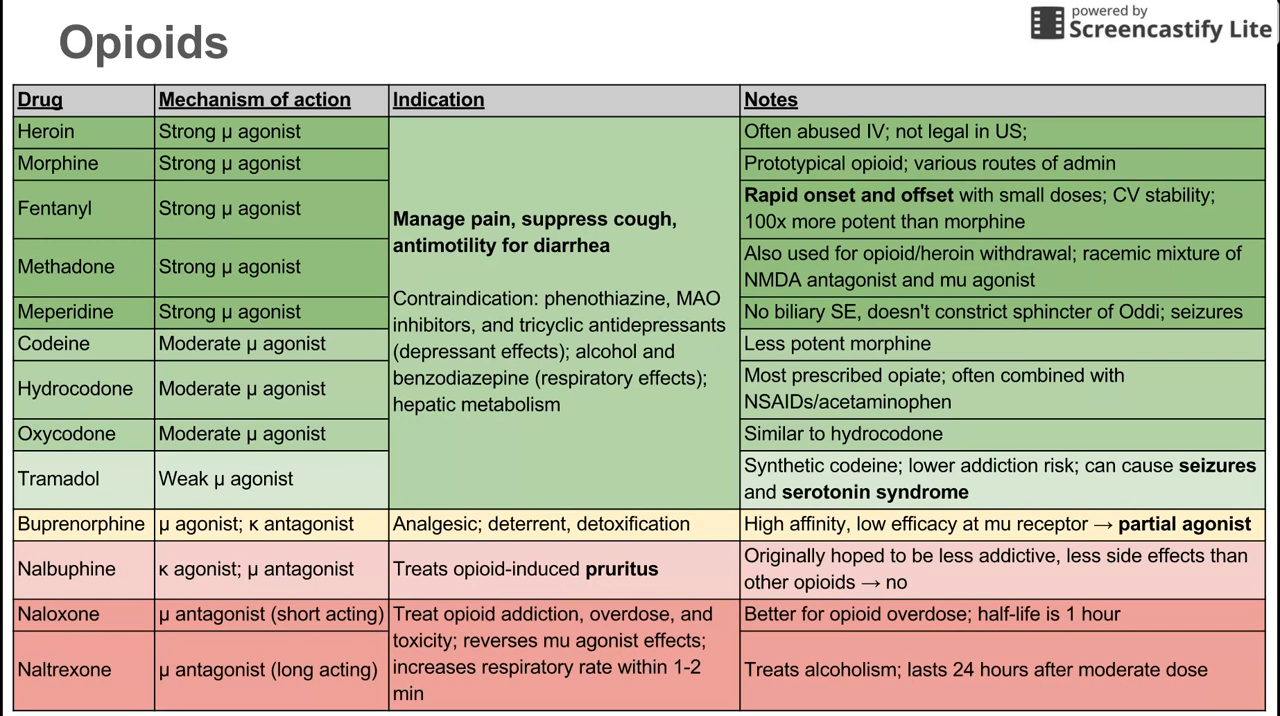 Opioids
powered by
Screencastify Lite
Drug Mechanism of action Indication Notes
Heroin Strong µ agonist Often abused IV; not legal in US;
Morphine Strong µ agonist Prototypical opioid; various routes of admin
Fentanyl Strong µ agonist
Rapid onset and offset with small doses; CV stability;
100x more potent than morphine
Methadone Strong µ agonist
Also used for opioid/heroin withdrawal; racemic mixture of
NMDA antagonist and mu agonist
Meperidine Strong µ agonist No biliary SE, doesn't constrict sphincter of Oddi; seizures
Codeine Moderate µ agonist Less potent morphine
Hydrocodone Moderate µ agonist
Most prescribed opiate; often combined with
NSAIDs/acetaminophen
Oxycodone Moderate µ agonist Similar to hydrocodone
Tramadol Weak µ agonist
Synthetic codeine; lower addiction risk; can cause seizures
and serotonin syndrome
Manage pain, suppress cough,
antimotility for diarrhea
Contraindication: phenothiazine, MAO
inhibitors, and tricyclic antidepressants
(depressant effects); alcohol and
benzodiazepine (respiratory effects);
hepatic metabolism
Buprenorphine µ agonist; κ antagonist Analgesic; deterrent, detoxification High affinity, low efficacy at mu receptor → partial agonist
Nalbuphine κ agonist; µ antagonist Treats opioid-induced pruritus
Originally hoped to be less addictive, less side effects than
other opioids → no
Naloxone µ antagonist (short acting)
Treat opioid addiction, overdose, and
toxicity; reverses mu agonist effects;
increases respiratory rate within 1-2
min
Better for opioid overdose; half-life is 1 hour
Naltrexone µ antagonist (long acting) Treats alcoholism; lasts 24 hours after moderate dose